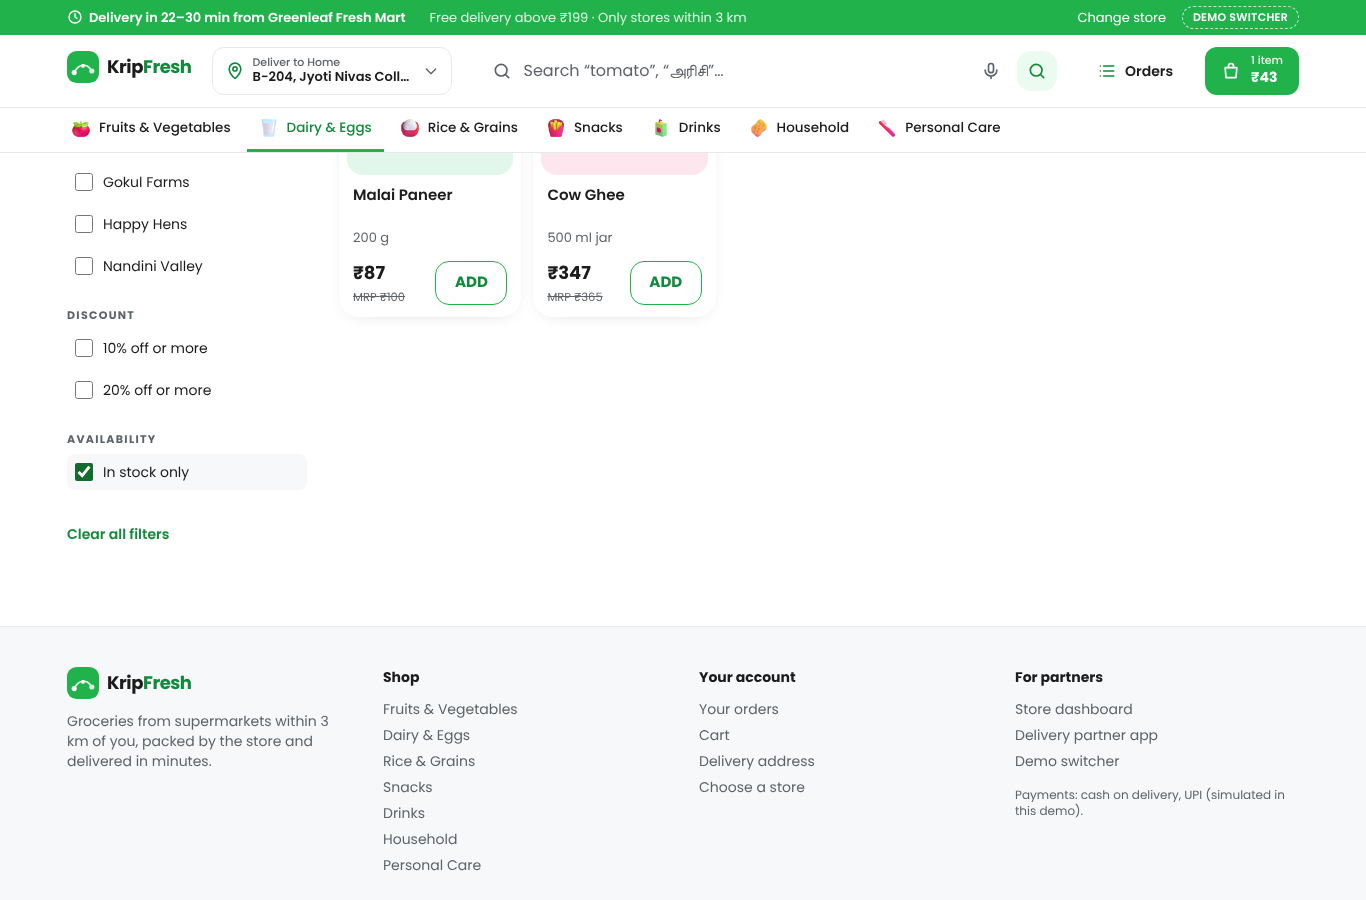 Delivery in 22–30 min from Greenleaf Fresh Mart
Free delivery above ₹199 · Only stores within 3 km
Change store
DEMO SWITCHER
KripFresh
Deliver to Home
B-204, Jyoti Nivas Coll...
Search “tomato”, “அரிசி”...
Orders
1 item
₹43
Fruits & Vegetables
Dairy & Eggs
Rice & Grains
Snacks
Drinks
Household
Personal Care
Gokul Farms
Happy Hens
Nandini Valley
DISCOUNT
10% off or more
20% off or more
AVAILABILITY
In stock only
Clear all filters
Malai Paneer
200 g
₹87
MRP ₹100
ADD
Cow Ghee
500 ml jar
₹347
MRP ₹365
ADD
KripFresh
Groceries from supermarkets within 3
km of you, packed by the store and
delivered in minutes.
Shop
Fruits & Vegetables
Dairy & Eggs
Rice & Grains
Snacks
Drinks
Household
Personal Care
Your account
Your orders
Cart
Delivery address
Choose a store
For partners
Store dashboard
Delivery partner app
Demo switcher
Payments: cash on delivery, UPI (simulated in
this demo).